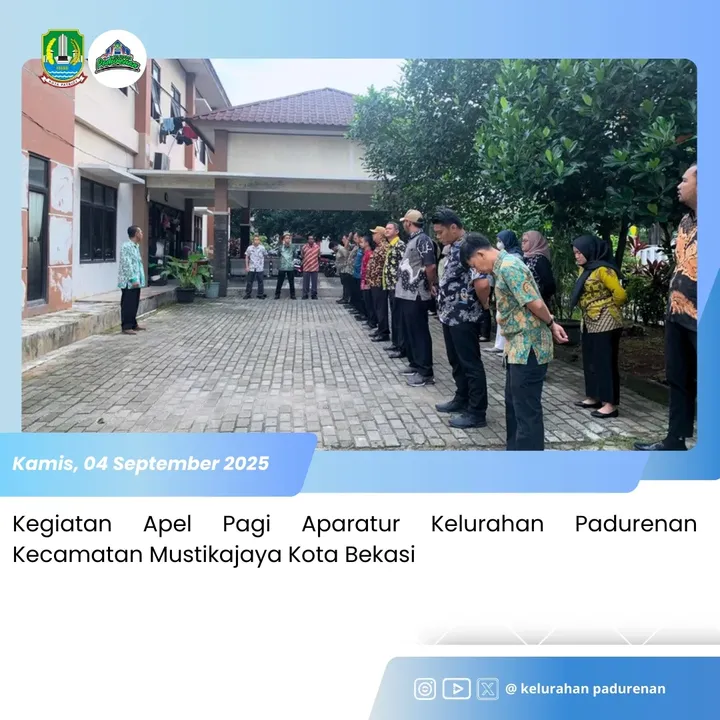 Kamis, 04 September 2025
Kegiatan Apel Pagi Aparatur Kelurahan Padurenan
Kecamatan Mustikajaya Kota Bekasi
@ kelurahan padurenan